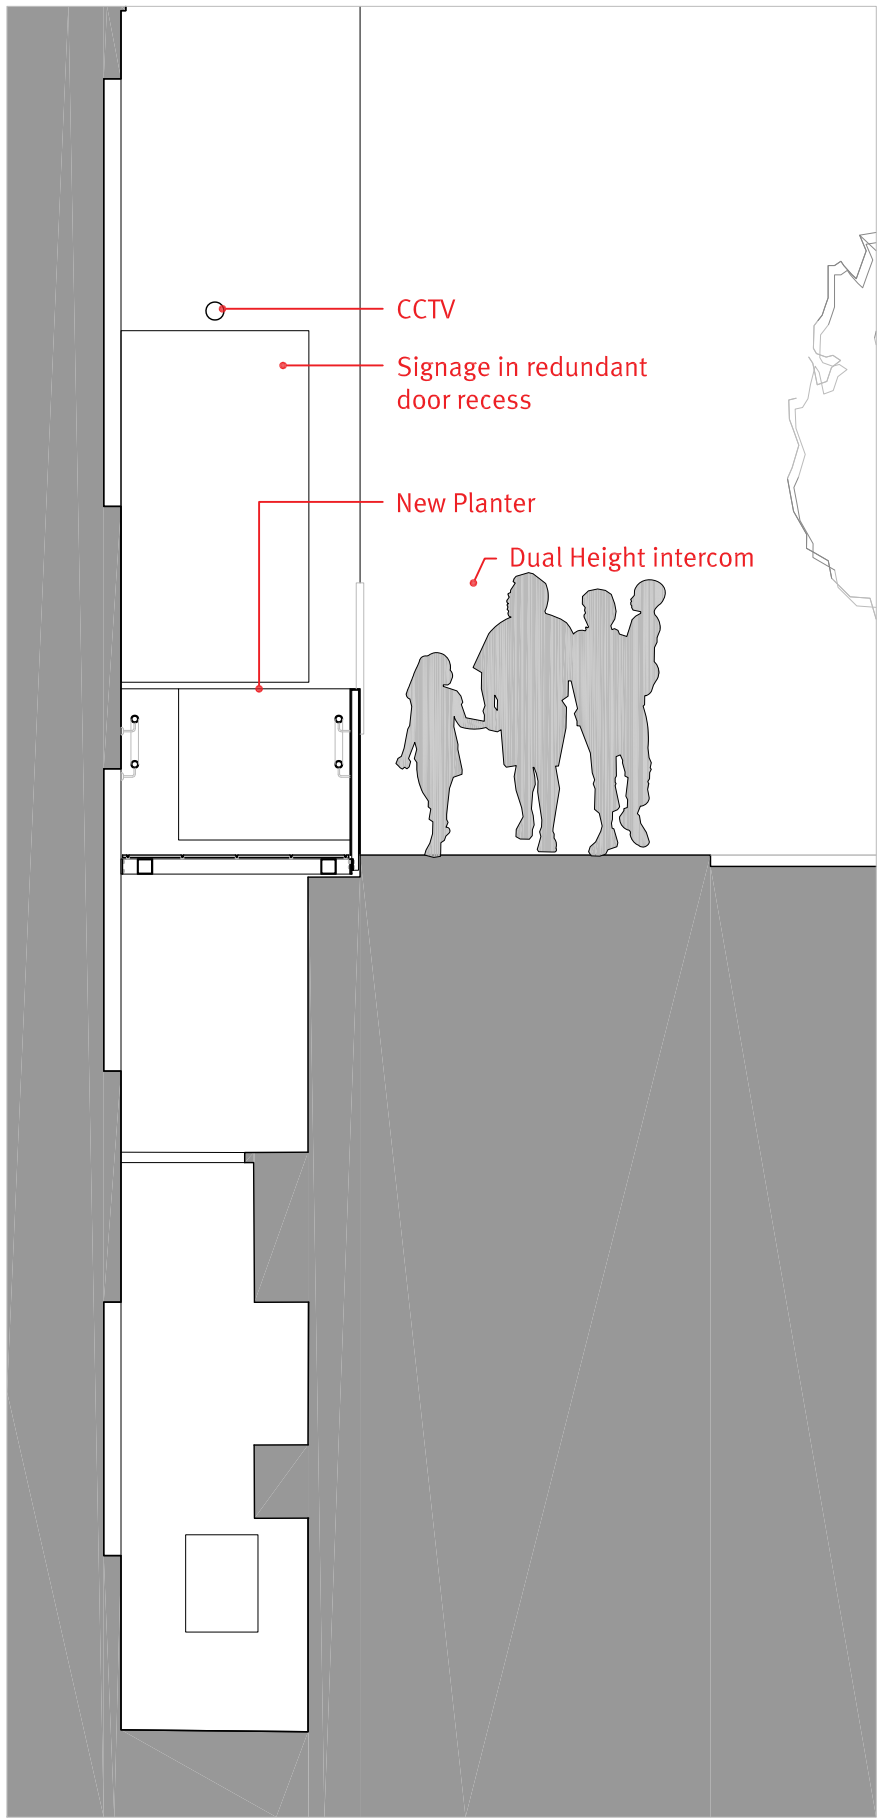 CCTV
Signage in redundant
door recess
New Planter
Dual Height intercom